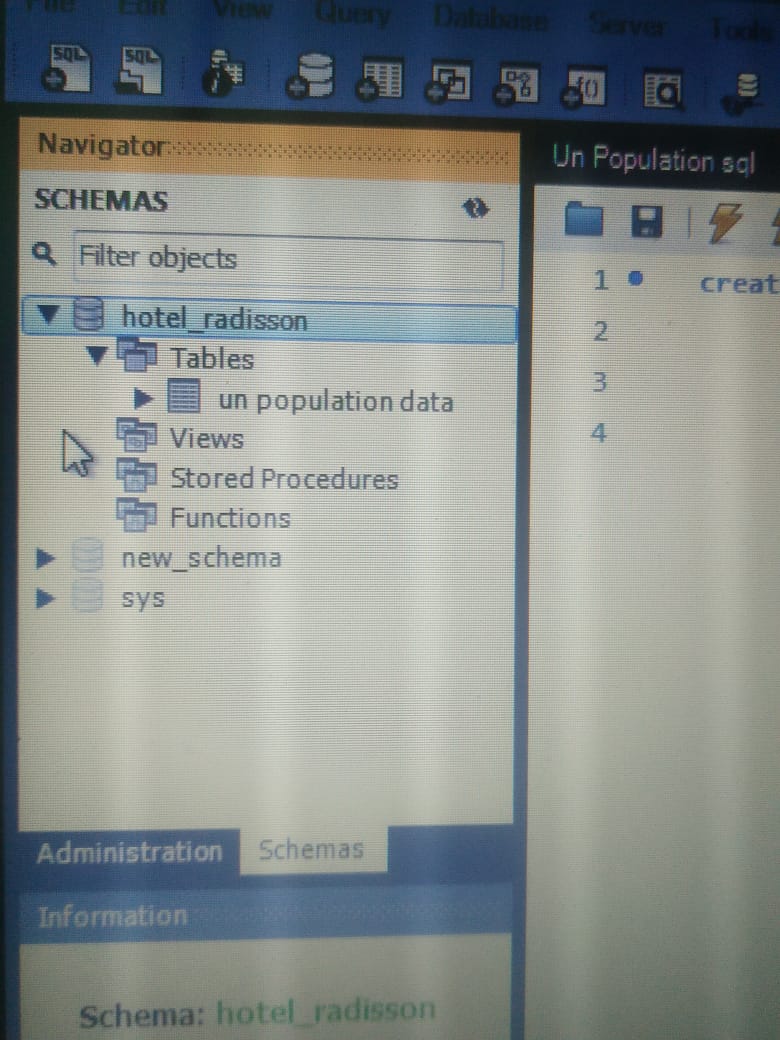 File Edit View Query Database Server Tools
SQL SQL
f()
Navigator
Un Population sql
SCHEMAS
Filter objects
1 creat
hotel_radisson
2
Tables
3
un population data
4
Views
Stored Procedures
Functions
new_schema
sys
Administration Schemas
Information
Schema: hotel_radisson